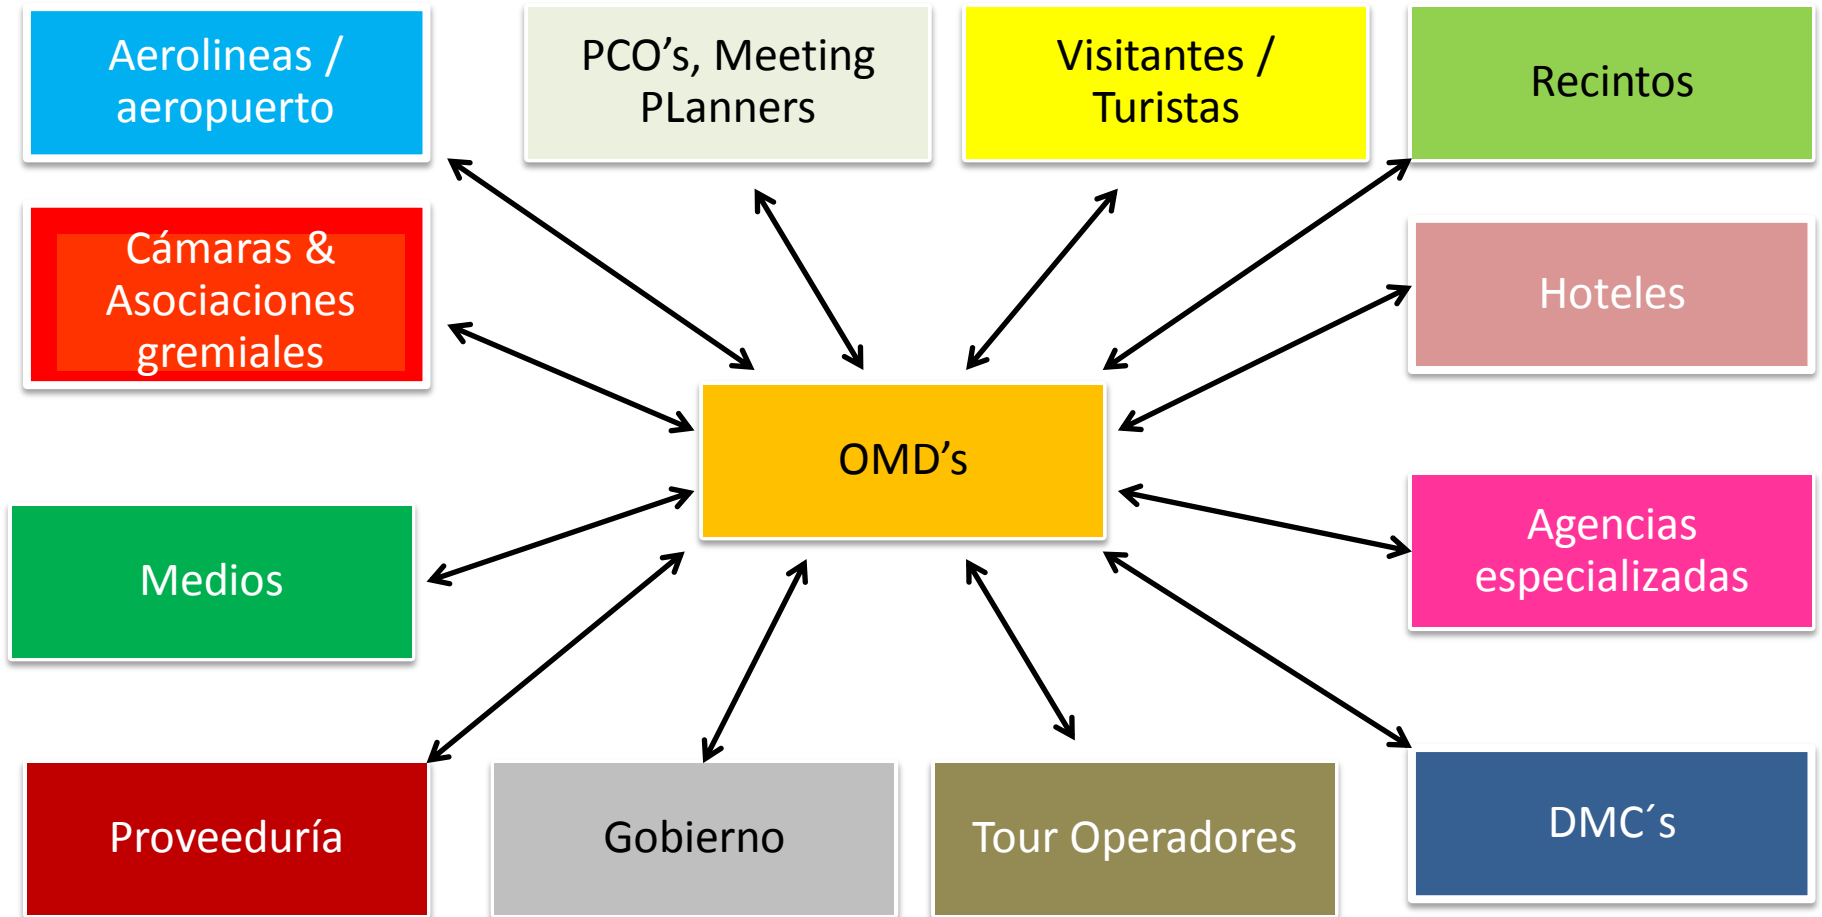 Aerolineas /
aeropuerto
PCO’s, Meeting
PLanners
Visitantes /
Turistas
Recintos
Cámaras &
Asociaciones
gremiales
Hoteles
OMD’s
Medios
Agencias
especializadas
Proveeduría
Gobierno
Tour Operadores
DMC´s